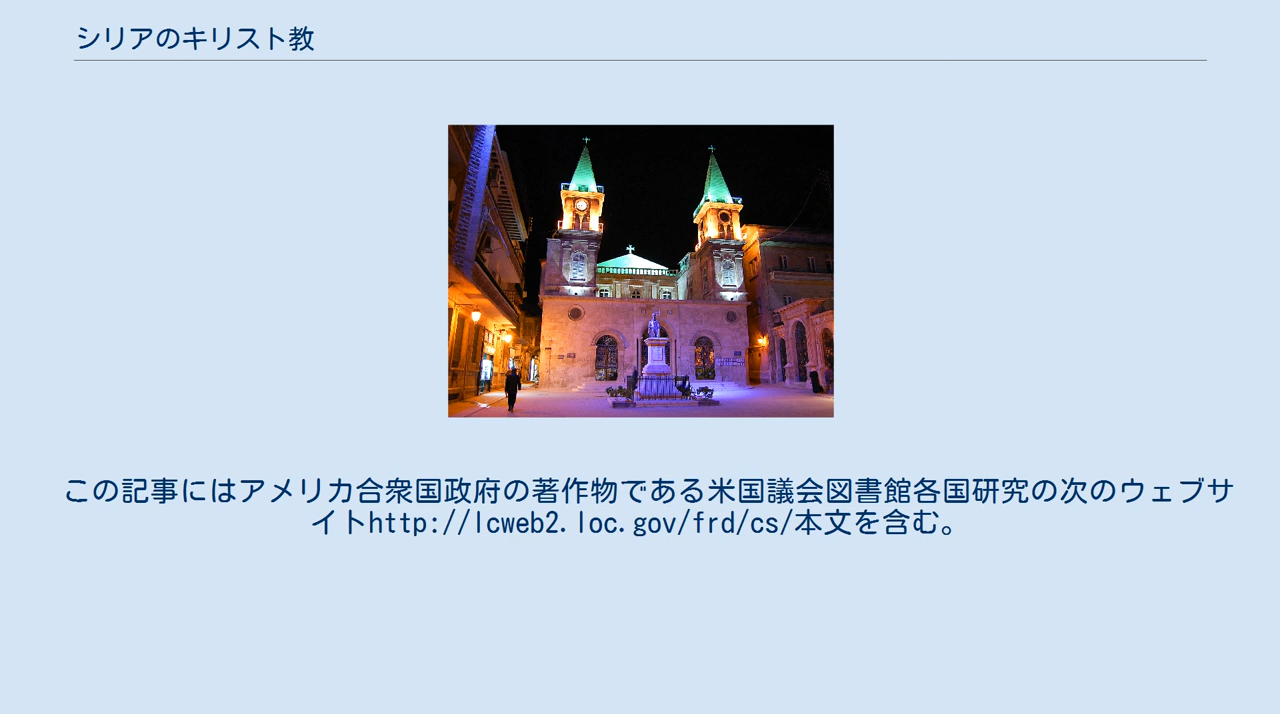 シリアのキリスト教
この記事にはアメリカ合衆国政府の著作物である米国議会図書館各国研究の次のウェブサ
イトhttp://lcweb2.loc.gov/frd/cs/本文を含む。